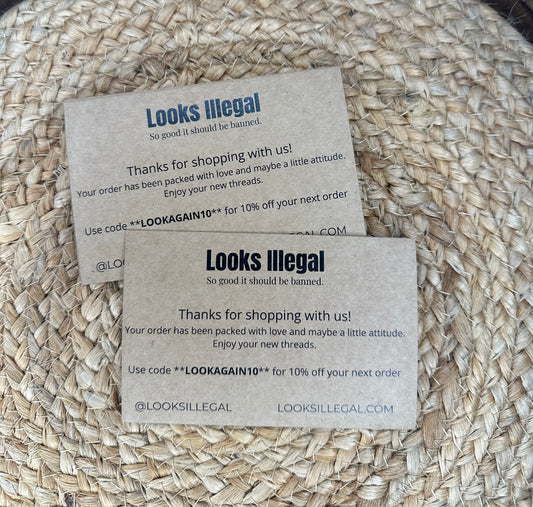 Looks Illegal
So good it should be banned.
Thanks for shopping with us!
Your order has been packed with love and maybe a little attitude.
Enjoy your new threads.
Use code **LOOKAGAIN10** for 10% off your next order
Looks Illegal
So good it should be banned.
Thanks for shopping with us!
Your order has been packed with love and maybe a little attitude.
Enjoy your new threads.
Use code **LOOKAGAIN10** for 10% off your next order
@LOOKSILLEGAL LOOKSILLEGAL.COM